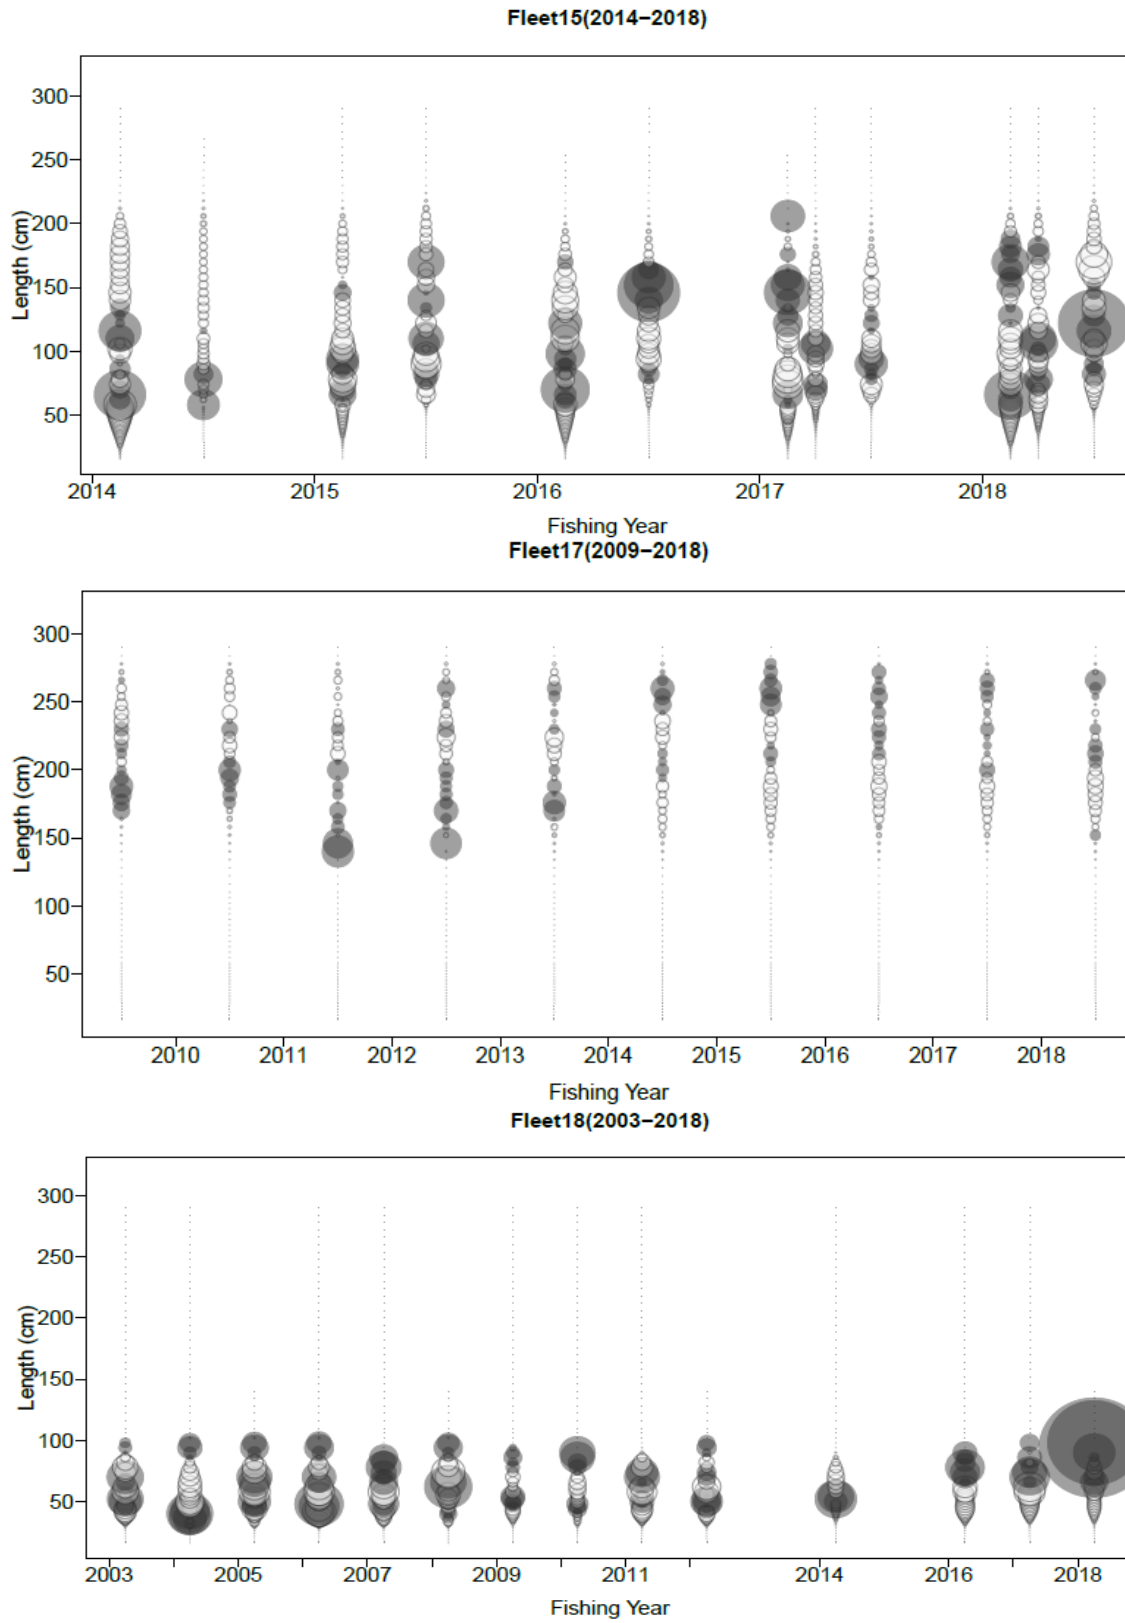 Fleet15(2014−2018)
300
250
200
150
100
50
Length (cm)
2014 2015 2016 2017 2018
Fishing Year
Fleet17(2009−2018)
300
250
200
150
100
50
Length (cm)
2010 2011 2012 2013 2014 2015 2016 2017 2018
Fishing Year
Fleet18(2003−2018)
300
250
200
150
100
50
Length (cm)
2003 2005 2007 2009 2011 2014 2016 2018
Fishing Year